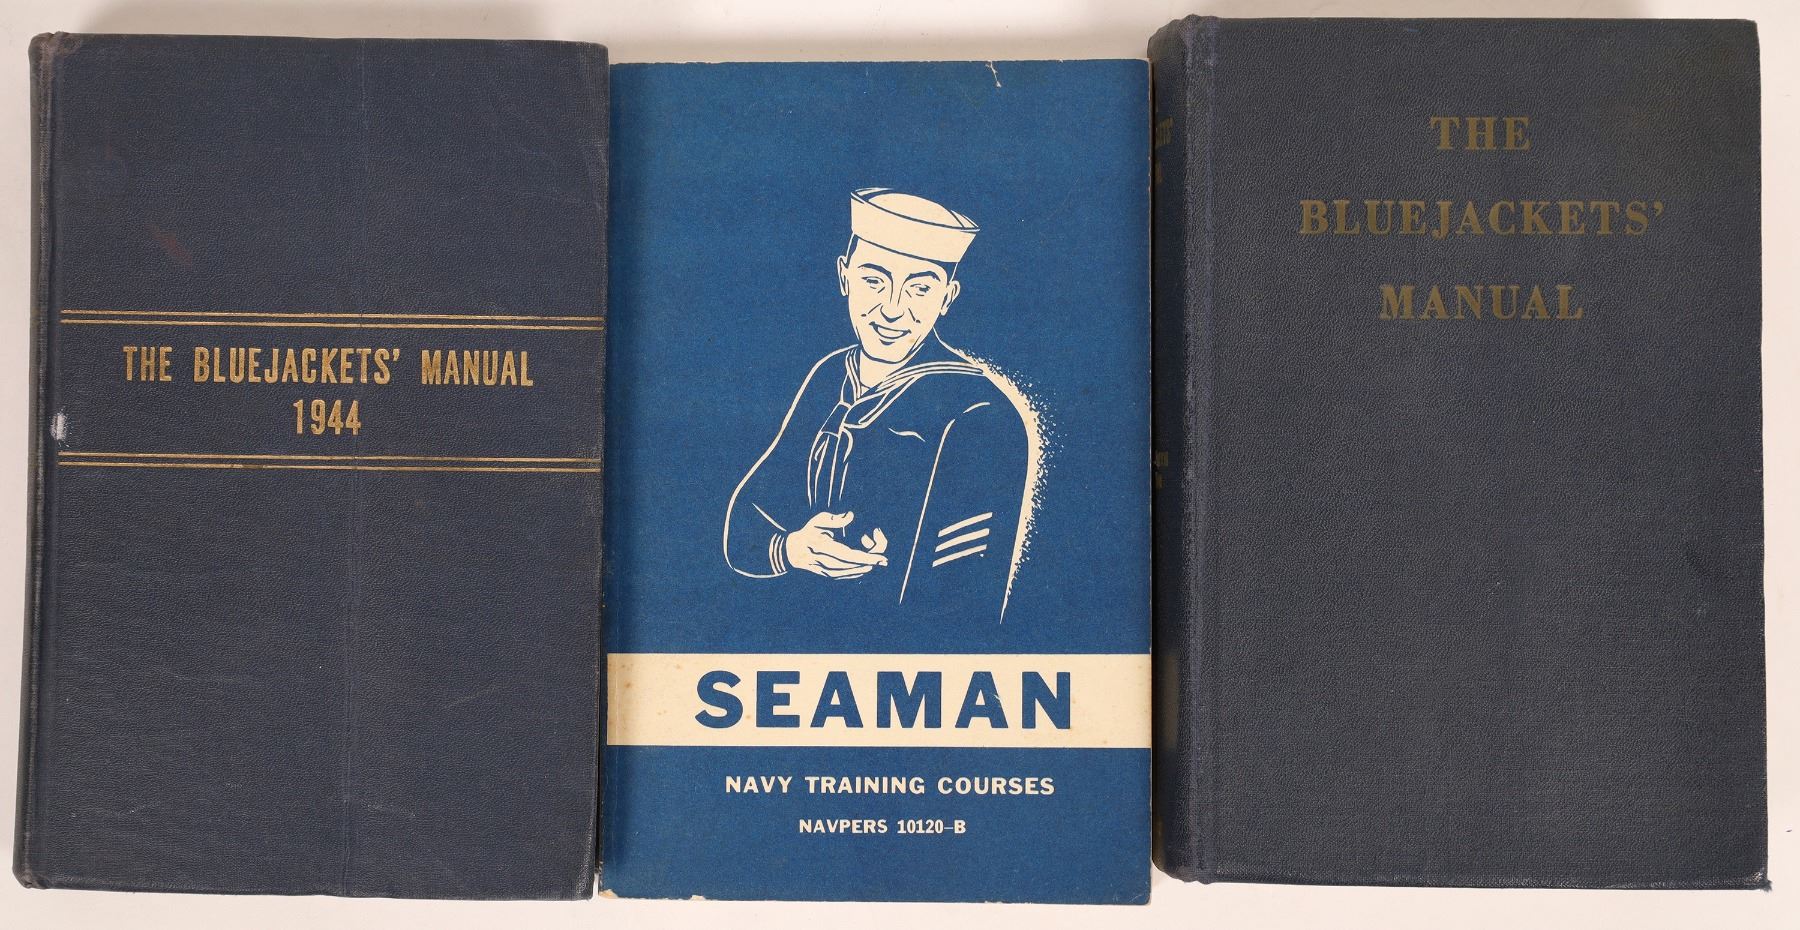 THE BLUEJACKETS' MANUAL
1944
SEAMAN
NAVY TRAINING COURSES
NAVPERS 10120-B
THE
BLUEJACKETS'
MANUAL